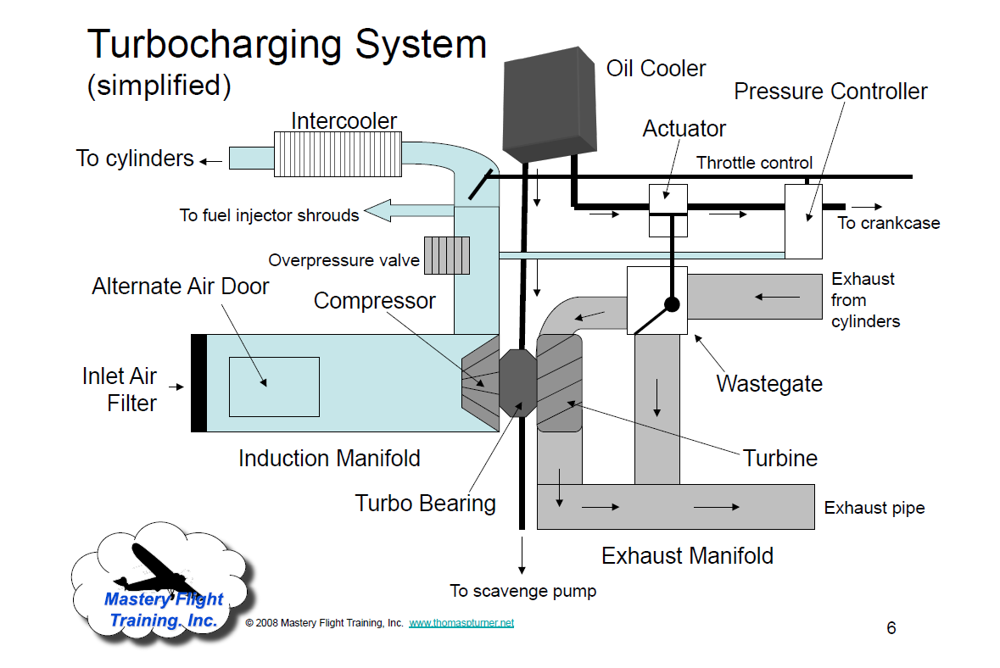 Turbocharging System
(simplified)
Oil Cooler
Pressure Controller
Intercooler
Actuator
To cylinders
Throttle control
To fuel injector shrouds
To crankcase
Overpressure valve
Alternate Air Door
Compressor
Exhaust
from
cylinders
Inlet Air
Filter
Wastegate
Induction Manifold
Turbine
Turbo Bearing
Exhaust pipe
Exhaust Manifold
To scavenge pump
Mastery Flight
Training. Inc.
© 2008 Mastery Flight Training, Inc. www.thomaspturner.net
6